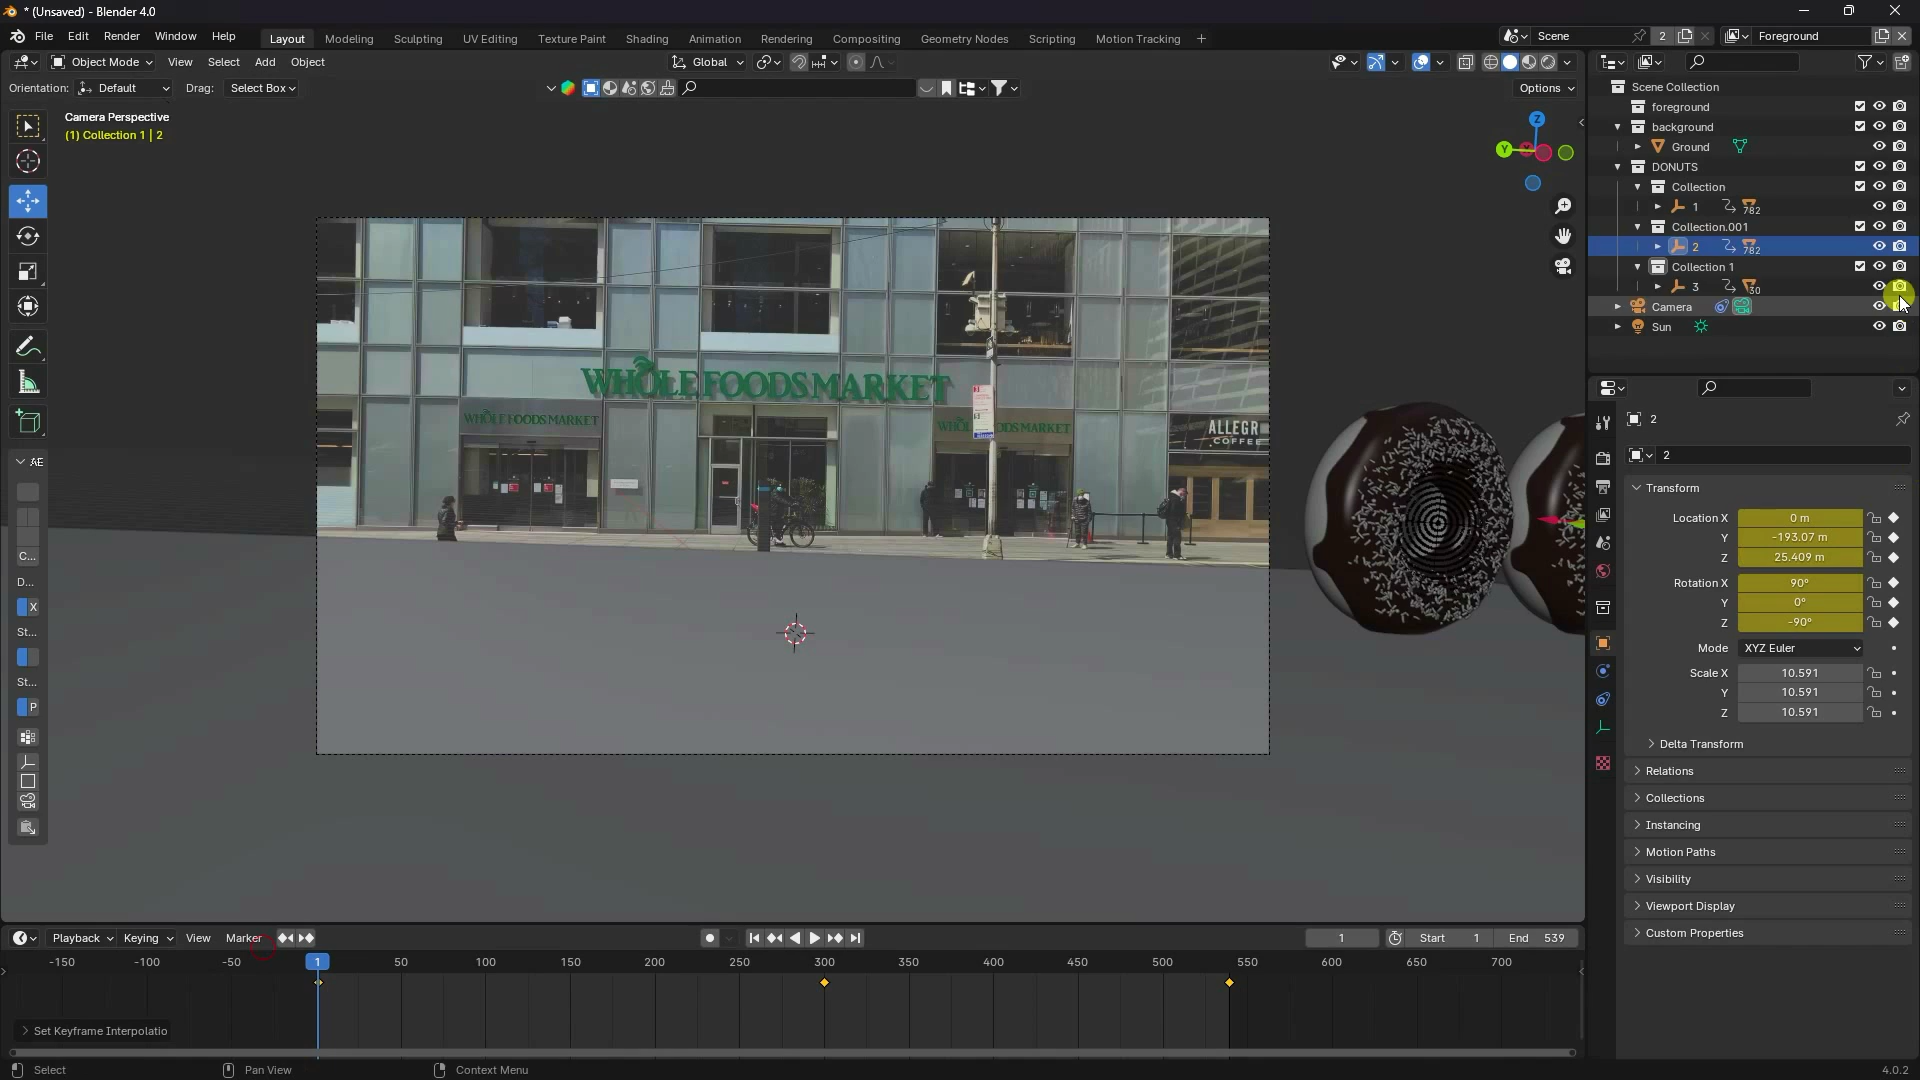 * (Unsaved) - Blender 4.0
File Edit Render Window Help
Layout Modeling Sculpting UV Editing Texture Paint Shading Animation Rendering Compositing Geometry Nodes Scripting Motion Tracking +
Scene 2 Foreground
Object Mode View Select Add Object
Global
Orientation: Default Drag: Select Box
Options
Camera Perspective
(1) Collection 1 | 2
Z
Y
Scene Collection
foreground
background
Ground
DONUTS
Collection
1 782
Collection.001
2 782
Collection 1
3 30
Camera
Sun
WHOLE FOODS MARKET
WHOLE FOODS MARKET
ALLEGR
COFFEE
AE
C...
D...
X
St...
St...
P
2
2
Transform
Location X 0 m
Y -193.07 m
Z 25.409 m
Rotation X 90°
Y 0°
Z -90°
Mode XYZ Euler
Scale X 10.591
Y 10.591
Z 10.591
Delta Transform
Relations
Collections
Instancing
Motion Paths
Visibility
Viewport Display
Custom Properties
Playback Keying View Marker
1 Start 1 End 539
-150 -100 -50 1 50 100 150 200 250 300 350 400 450 500 550 600 650 700
Set Keyframe Interpolatio
Select Pan View Context Menu 4.0.2